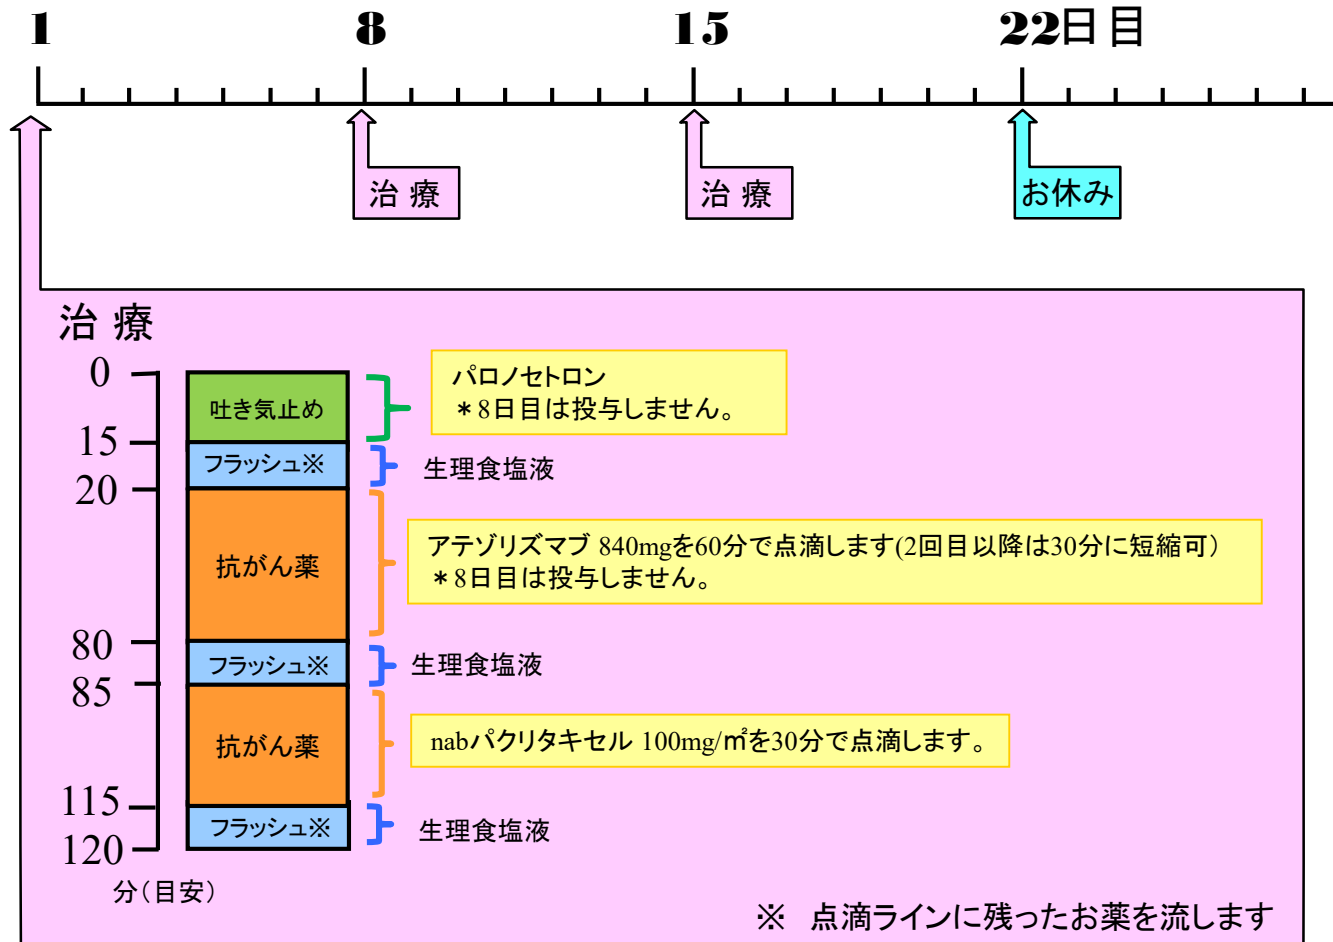 1 8 15 22日目
治 療 治 療 お休み
治 療
0
吐き気止め
パロノセトロン
*8日目は投与しません。
15
フラッシュ※ 生理食塩液
20
抗がん薬
アテゾリズマブ 840mgを60分で点滴します(2回目以降は30分に短縮可)
*8日目は投与しません。
80
フラッシュ※ 生理食塩液
85
抗がん薬
nabパクリタキセル 100mg/㎡を30分で点滴します。
115
フラッシュ※ 生理食塩液
120
分(目安)
※ 点滴ラインに残ったお薬を流します